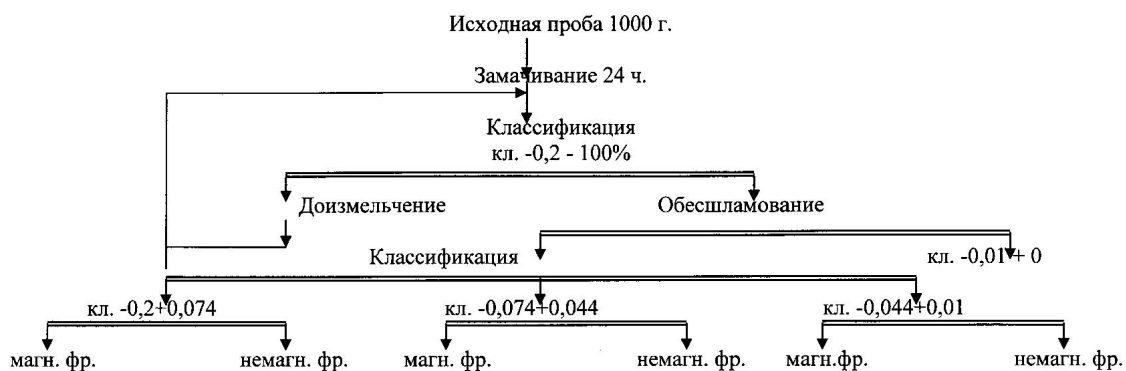 Исходная проба 1000 г.
Замачивание 24 ч.
Классификация
кл. -0,2 - 100%
Доизмельчение Обесшламование
Классификация кл. -0,01 + 0
кл. -0,2+0,074 кл. -0,074+0,044 кл. -0,044+0,01
магн. фр. немагн. фр. магн. фр. немагн. фр. магн.фр. немагн.фр.